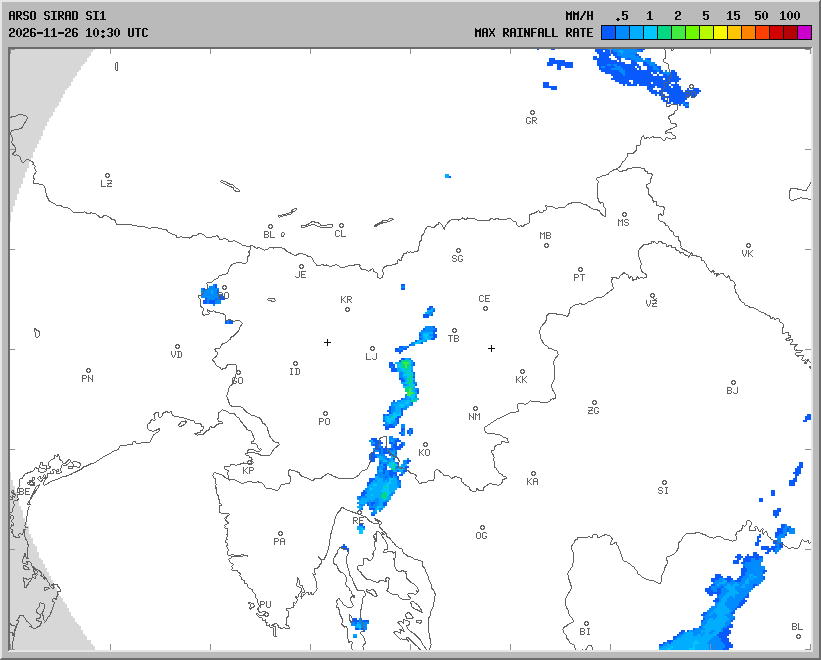 ARSO SIRAD SI1
2026-11-26 10:30 UTC
MM/H .5 1 2 5 15 50 100
MAX RAINFALL RATE
GR
LZ
MS
BL
CL
MB
VK
SG
JE
PT
BO
KR
CE
VZ
TB
VD
LJ
ID
PN
GO
KK
BJ
ZG
PO
NM
KO
KP
KA
BE
SI
RE
OG
PA
PU
BI
BL